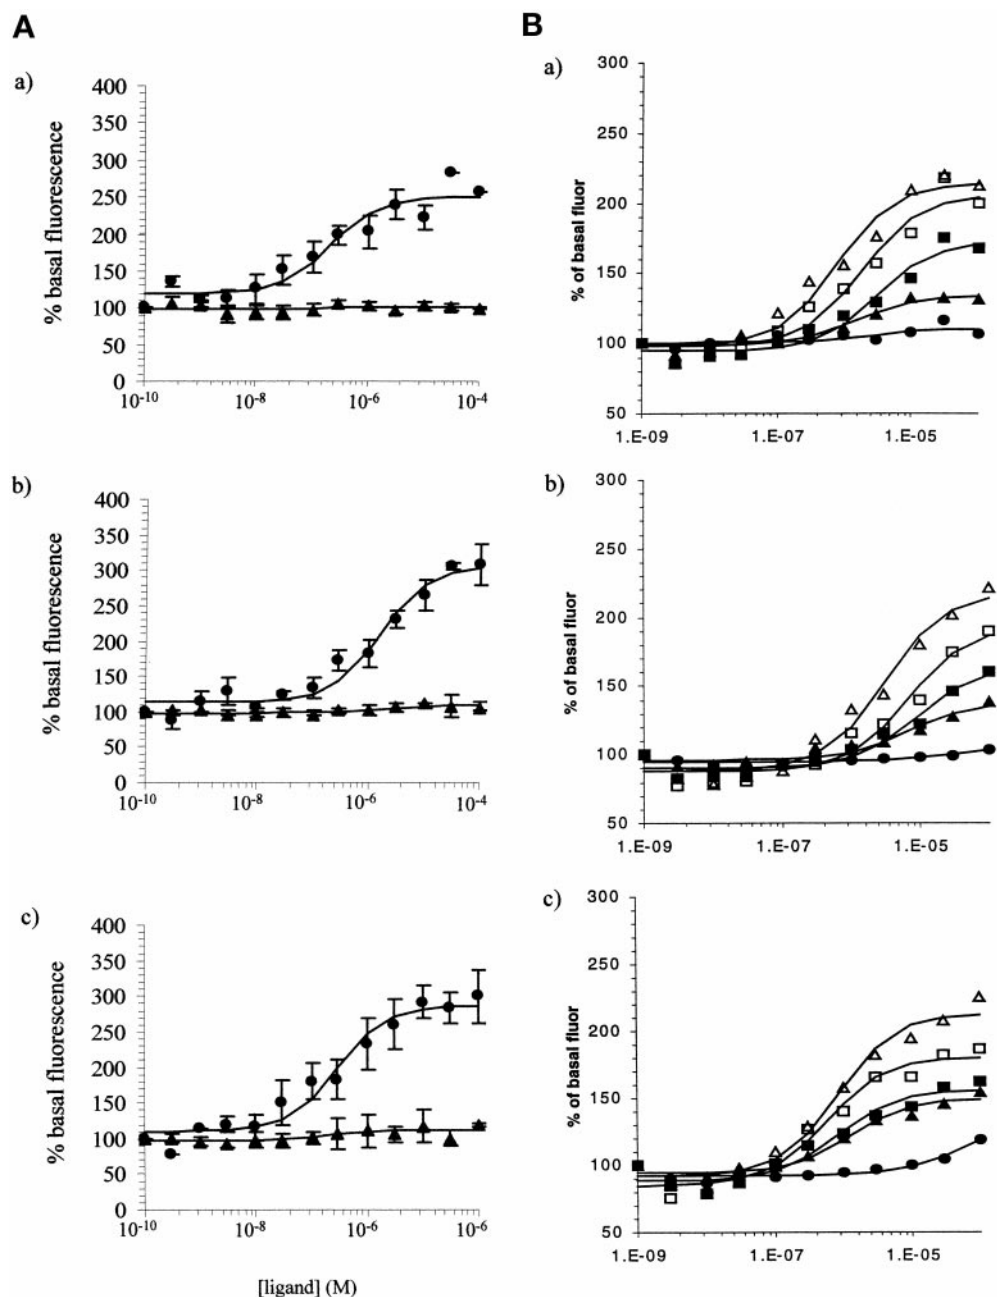 A
a)
% basal fluorescence
400
350
300
250
200
150
100
50
0
10-10
10-8
10-6
10-4
b)
% basal fluorescence
400
350
300
250
200
150
100
50
0
10-10
10-8
10-6
10-4
c)
% basal fluorescence
400
350
300
250
200
150
100
50
0
10-10
10-8
10-6
10-6
[ligand] (M)
B
a)
% of basal fluor
300
250
200
150
100
50
1.E-09
1.E-07
1.E-05
b)
% of basal fluor
300
250
200
150
100
50
1.E-09
1.E-07
1.E-05
c)
% of basal fluor
300
250
200
150
100
50
1.E-09
1.E-07
1.E-05